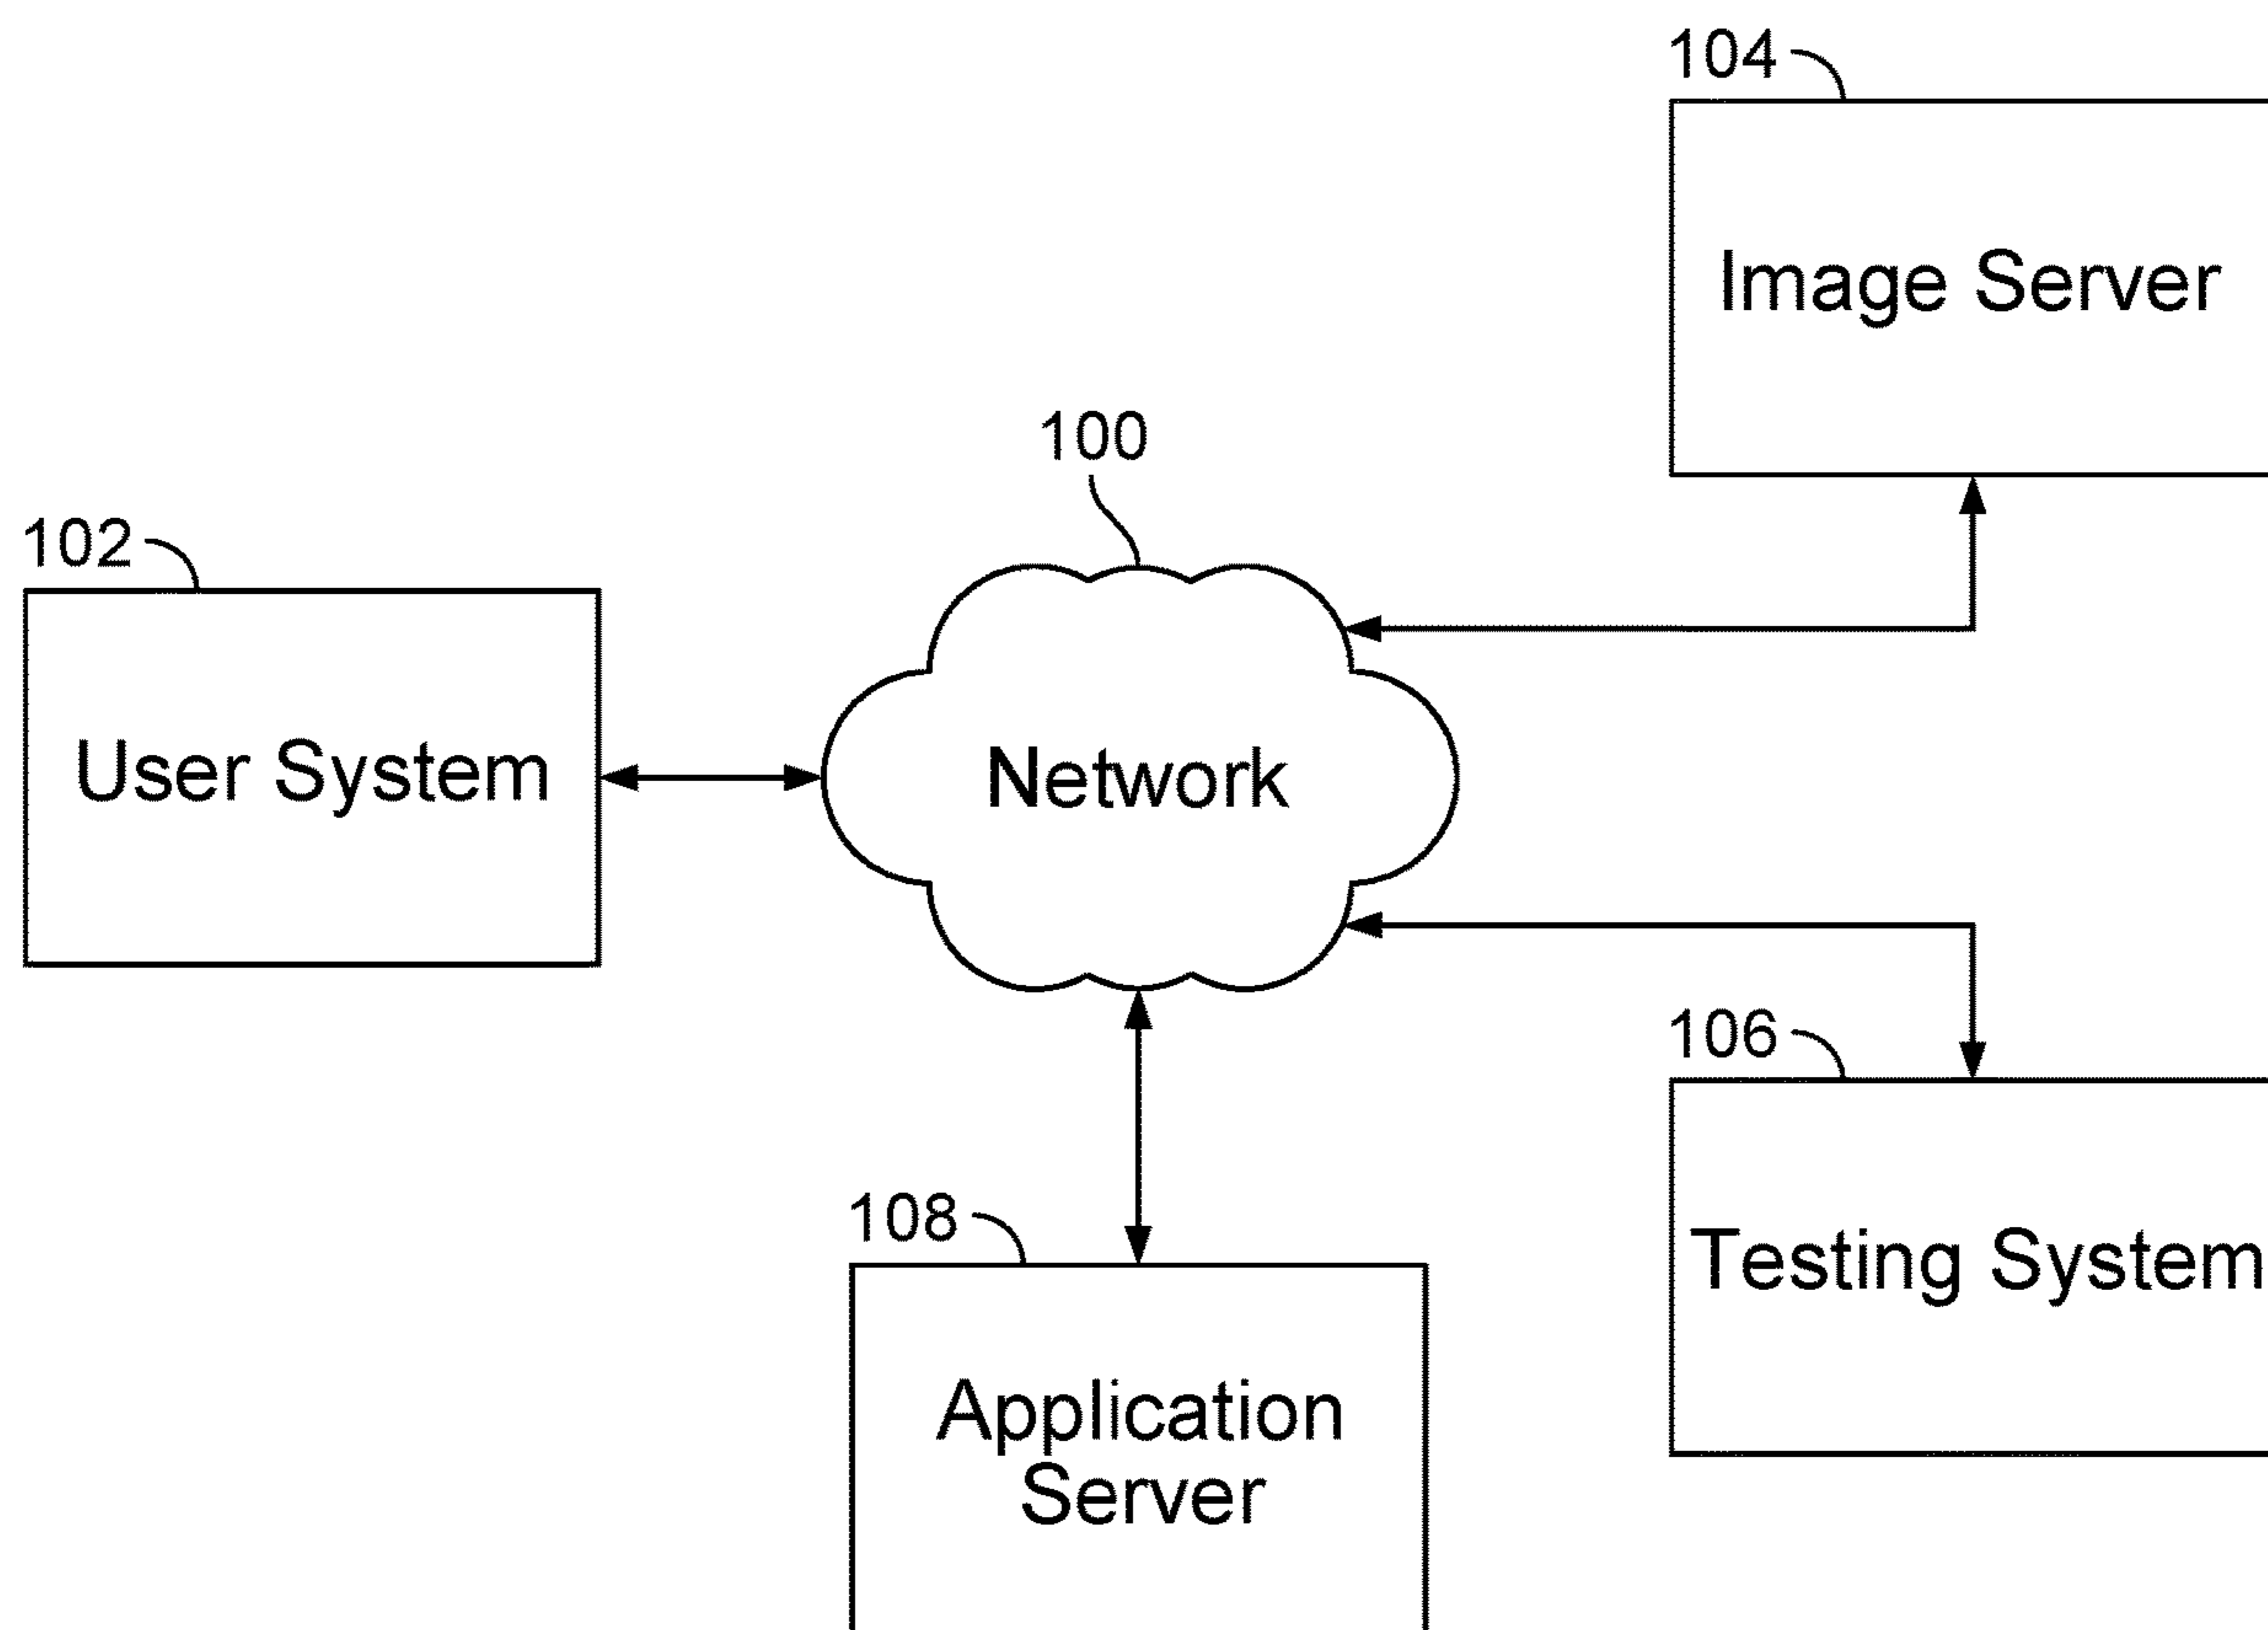 104
Image Server
100
102
User System
Network
106
Testing System
108
Application
Server